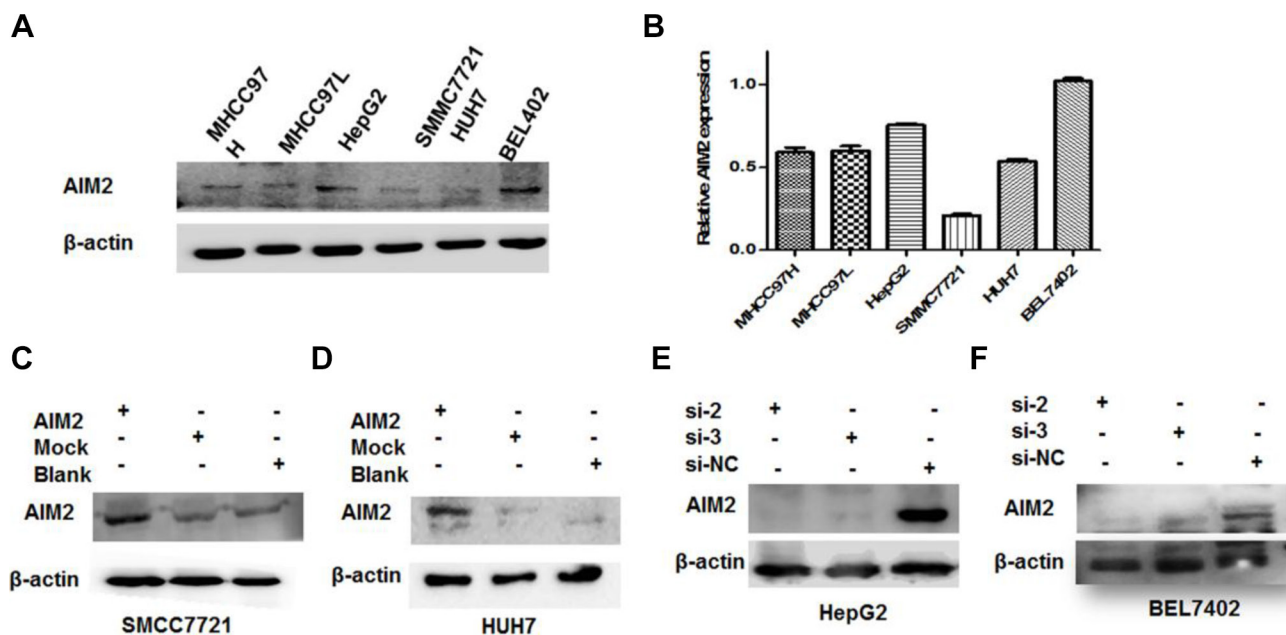 A
MHCC97
H
MHCC97L
HepG2
SMMC7721
HUH7
BEL402
AIM2
β-actin
B
Relative AIM2 expression
1.0
0.5
0.0
MHCC97H
MHCC97L
HepG2
SMMC7721
HUH7
BEL7402
C
AIM2 + - -
Mock - + -
Blank - - +
AIM2
β-actin
SMCC7721
D
AIM2 + - -
Mock - + -
Blank - - +
AIM2
β-actin
HUH7
E
si-2 + - -
si-3 - + -
si-NC - - +
AIM2
β-actin
HepG2
F
si-2 + - -
si-3 - + -
si-NC - - +
AIM2
β-actin
BEL7402